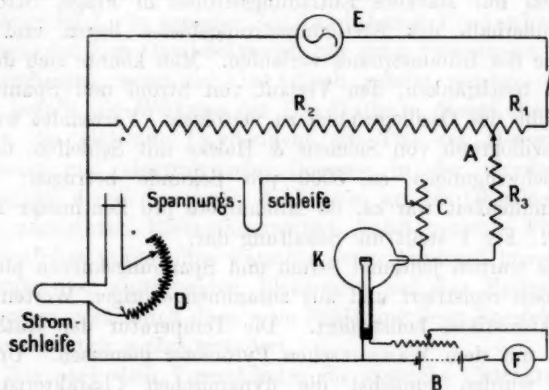 E
R₂ R₁
A
R₃
Spannungs schleife C
K
D
Strom-
schleife
F
B